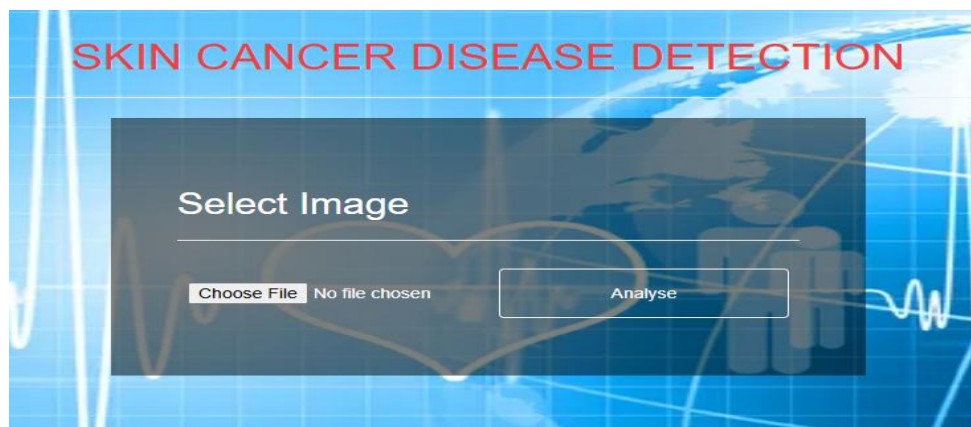 SKIN CANCER DISEASE DETECTION
Select Image
Choose File No file chosen
Analyse